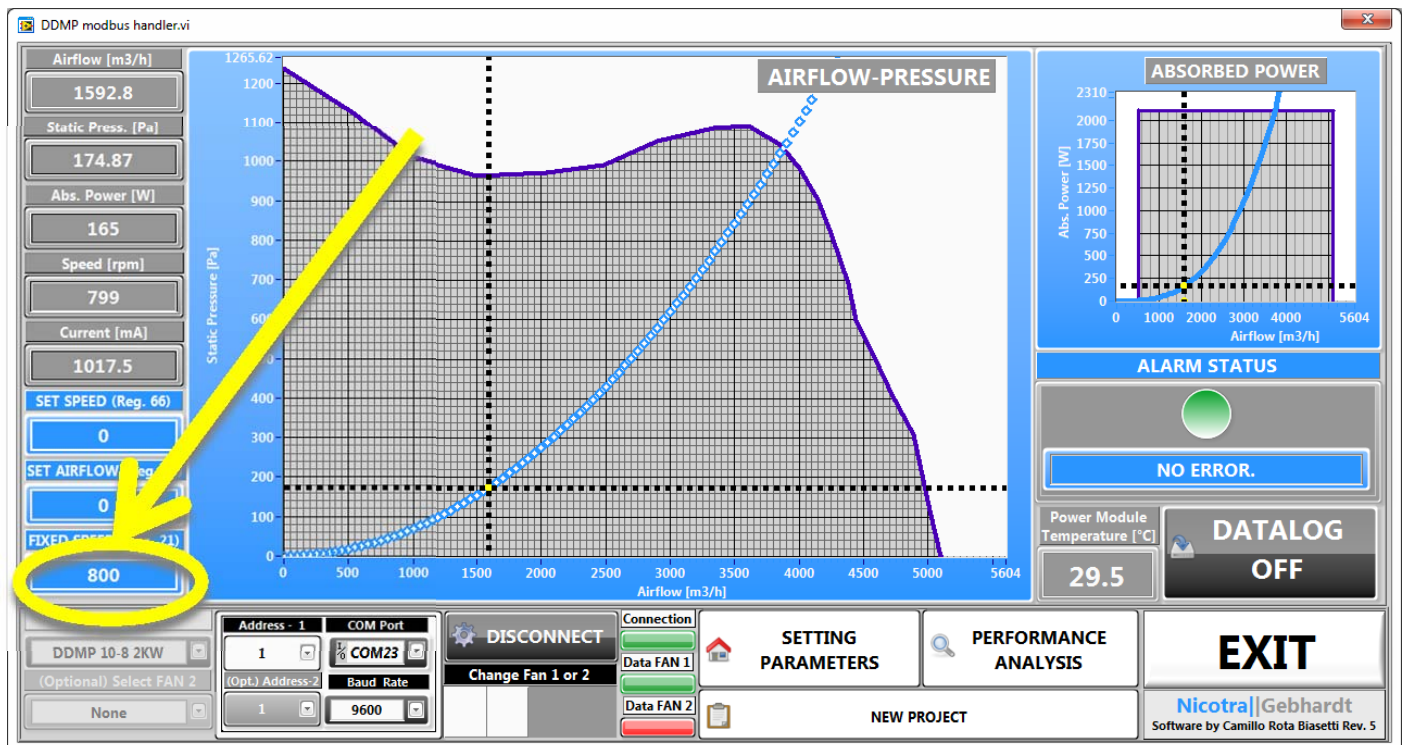 DDMP modbus handler.vi
Airflow [m3/h]
1592.8
Static Press. [Pa]
174.87
Abs. Power [W]
165
Speed [rpm]
799
Current [mA]
1017.5
SET SPEED (Reg. 66)
0
SET AIRFLOW
0
FIXED 21)
800
AIRFLOW-PRESSURE
1265.62
1200
1100
1000
900
800
700
400
300
200
100
0
Static Pressure [Pa]
0 500 1000 1500 2000 2500 3000 3500 4000 4500 5000 5604
Airflow [m3/h]
ABSORBED POWER
2310
2000
1750
1500
1250
1000
750
500
250
0
Abs. Power [W]
0 1000 2000 3000 4000 5604
Airflow [m3/h]
ALARM STATUS
NO ERROR.
Power Module
Temperature [°C]
29.5
DATALOG
OFF
DDMP 10-8 2KW
(Optional) Select FAN 2
None
Address - 1 COM Port
1 COM23
(Opt.) Address-2 Baud Rate
1 9600
DISCONNECT
Change Fan 1 or 2
Connection
Data FAN 1
Data FAN 2
SETTING
PARAMETERS
PERFORMANCE
ANALYSIS
NEW PROJECT
EXIT
Nicotra||Gebhardt
Software by Camillo Rota Biasetti Rev. 5